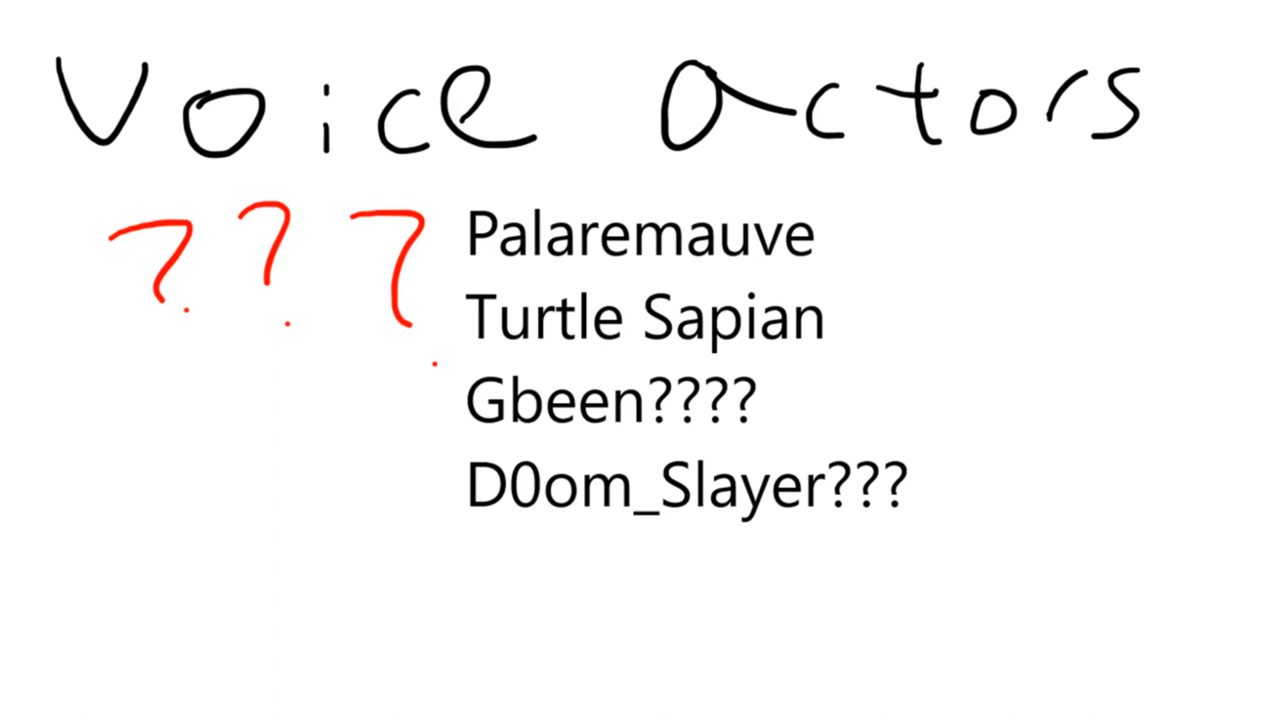 Voice actors
???
Palaremauve
Turtle Sapian
Gbeen????
D0om_Slayer???